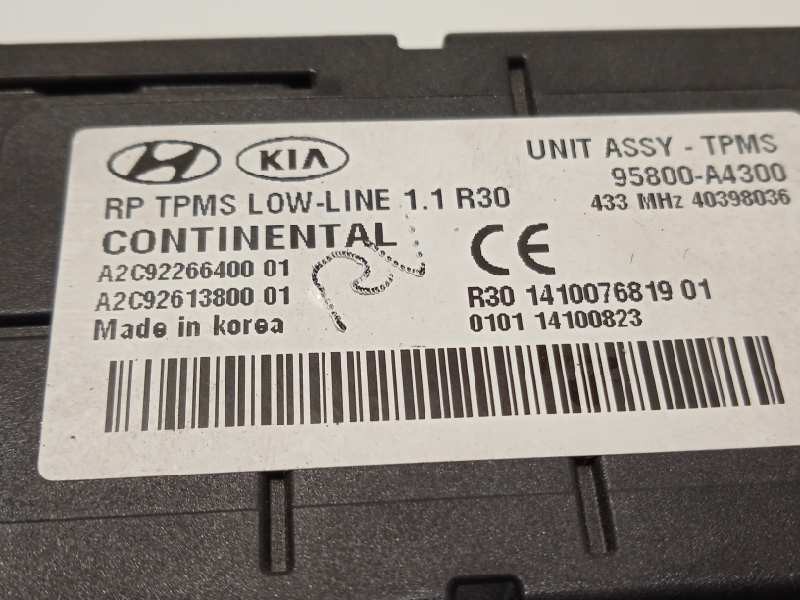 KIA
UNIT ASSY - TPMS
95800-A4300
433 MHz 40398036
RP TPMS LOW-LINE 1.1 R30
CONTINENTAL
CE
A2C92266400 01
A2C92613800 01
Made in korea
R30 1410076819 01
0101 14100823